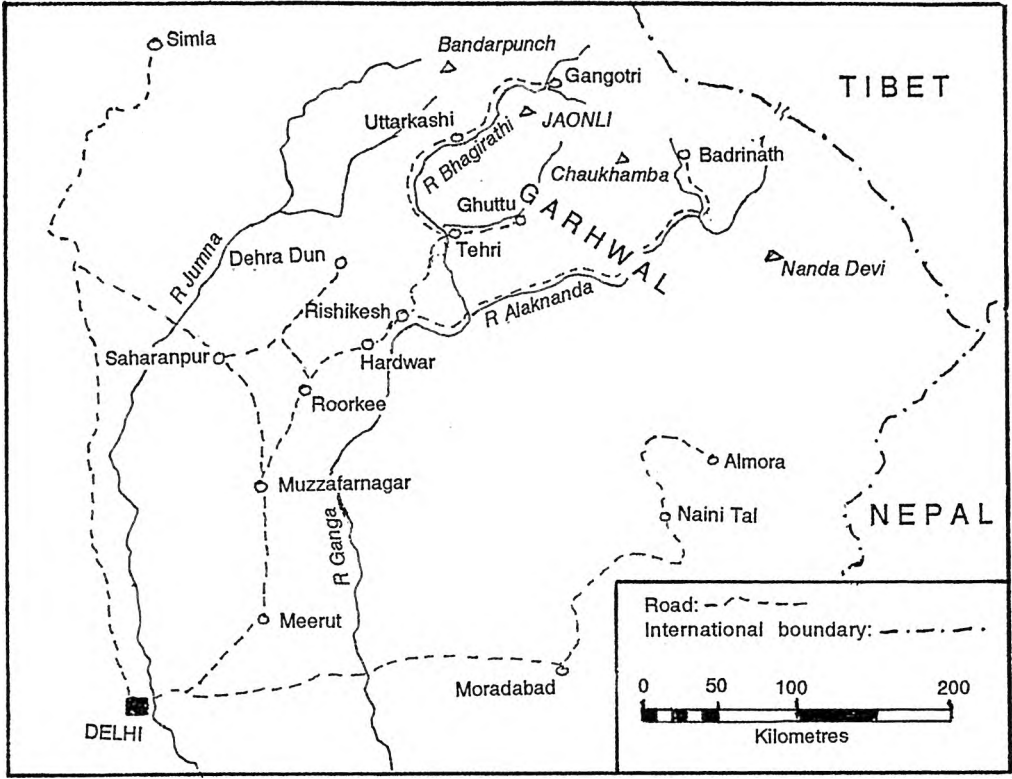 Simla
Bandarpunch
Gangotri
TIBET
Uttarkashi
JAONLI
R Bhagirathi
Badrinath
Chaukhamba
Ghuttu
GARHWAL
R Jumna
Dehra Dun
Tehri
Nanda Devi
Rishikesh
R Alaknanda
Saharanpur
Hardwar
Roorkee
Almora
Muzzafarnagar
Naini Tal
NEPAL
R Ganga
Meerut
Road:
International boundary:
Moradabad
0 50 100 200
Kilometres
DELHI